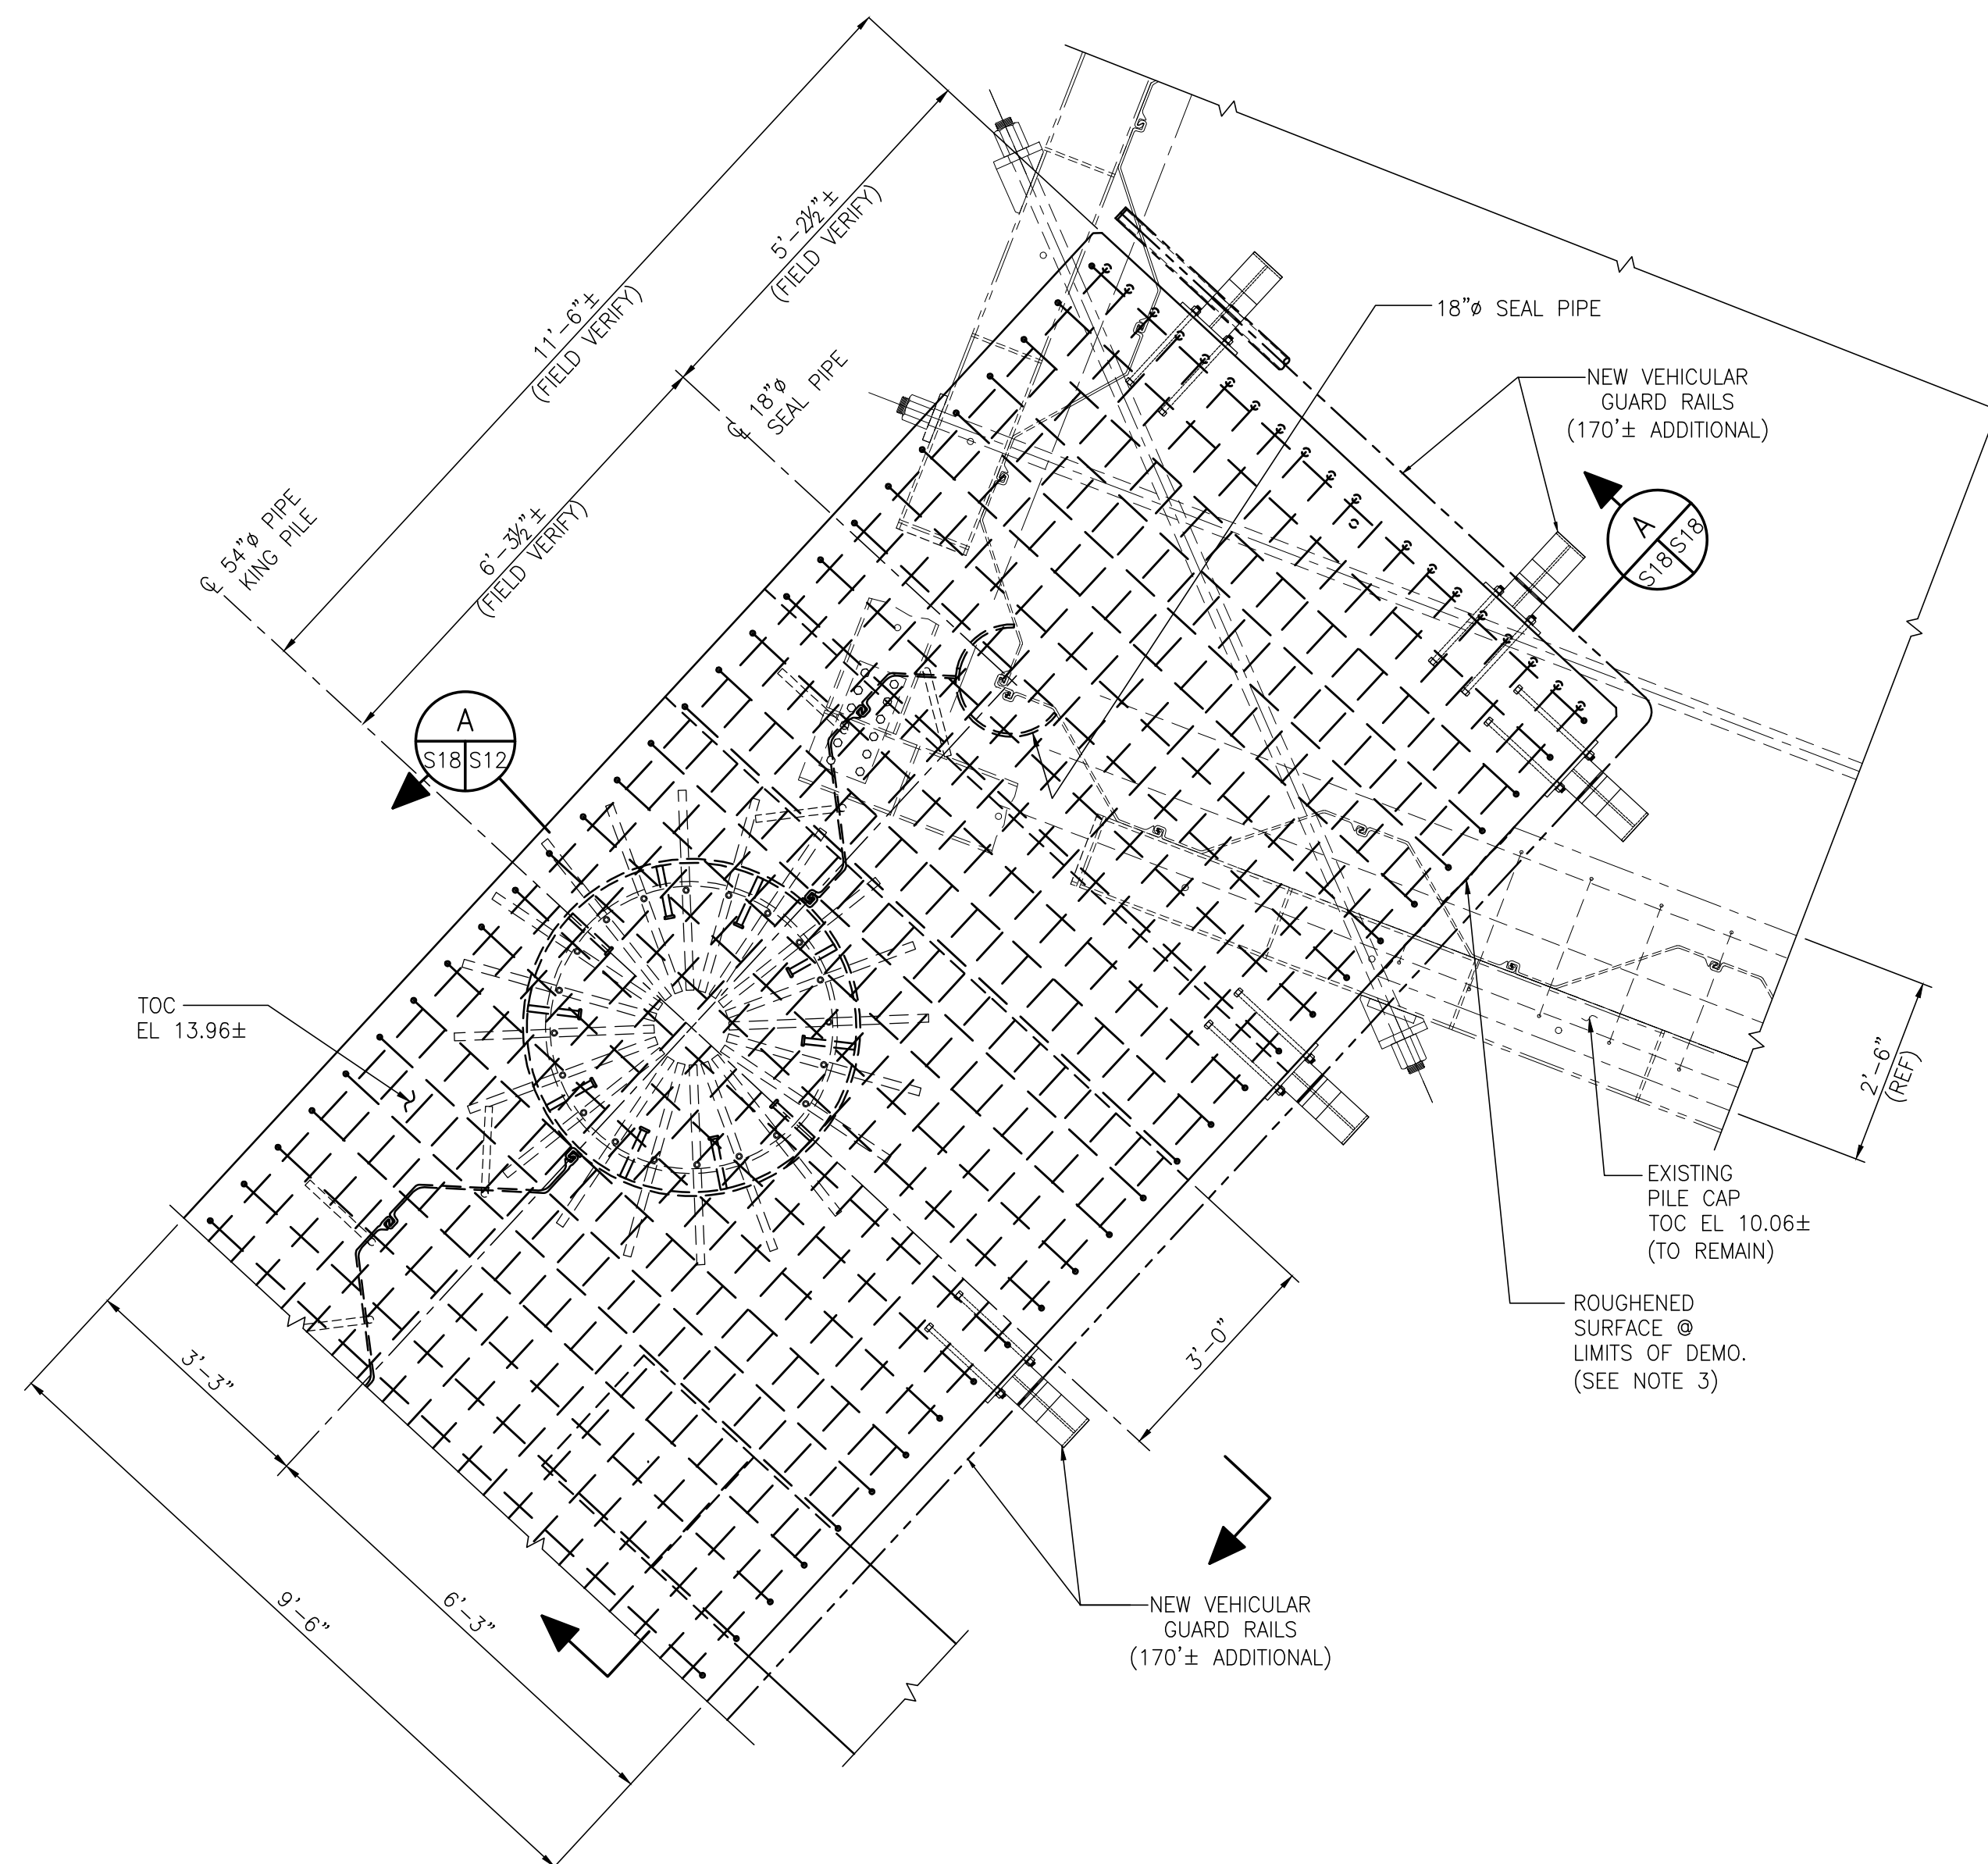 11'-6"±
(FIELD VERIFY)
5'-2½"±
(FIELD VERIFY)
6'-3½"±
(FIELD VERIFY)
℄ 18"ø
SEAL PIPE
℄ 54"ø PIPE
KING PILE
18"ø SEAL PIPE
NEW VEHICULAR
GUARD RAILS
(170'± ADDITIONAL)
A
S18 S18
A
S18 S12
TOC
EL 13.96±
2'-6"
(REF)
EXISTING
PILE CAP
TOC EL 10.06±
(TO REMAIN)
ROUGHENED
SURFACE @
LIMITS OF DEMO.
(SEE NOTE 3)
3'-0"
3'-3"
6'-3"
9'-6"
NEW VEHICULAR
GUARD RAILS
(170'± ADDITIONAL)